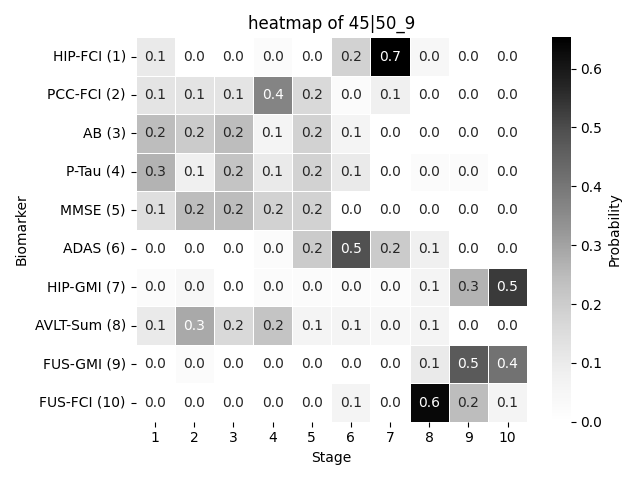 heatmap of 45|50_9
HIP-FCI (1) 0.1 0.0 0.0 0.0 0.0 0.2 0.7 0.0 0.0 0.0
PCC-FCI (2) 0.1 0.1 0.1 0.4 0.2 0.0 0.1 0.0 0.0 0.0
AB (3) 0.2 0.2 0.2 0.1 0.2 0.1 0.0 0.0 0.0 0.0
P-Tau (4) 0.3 0.1 0.2 0.1 0.2 0.1 0.0 0.0 0.0 0.0
MMSE (5) 0.1 0.2 0.2 0.2 0.2 0.0 0.0 0.0 0.0 0.0
ADAS (6) 0.0 0.0 0.0 0.0 0.2 0.5 0.2 0.1 0.0 0.0
HIP-GMI (7) 0.0 0.0 0.0 0.0 0.0 0.0 0.0 0.1 0.3 0.5
AVLT-Sum (8) 0.1 0.3 0.2 0.2 0.1 0.1 0.0 0.1 0.0 0.0
FUS-GMI (9) 0.0 0.0 0.0 0.0 0.0 0.0 0.0 0.1 0.5 0.4
FUS-FCI (10) 0.0 0.0 0.0 0.0 0.0 0.1 0.0 0.6 0.2 0.1
1 2 3 4 5 6 7 8 9 10
Stage
Biomarker
0.6
0.5
0.4
0.3
0.2
0.1
0.0
Probability